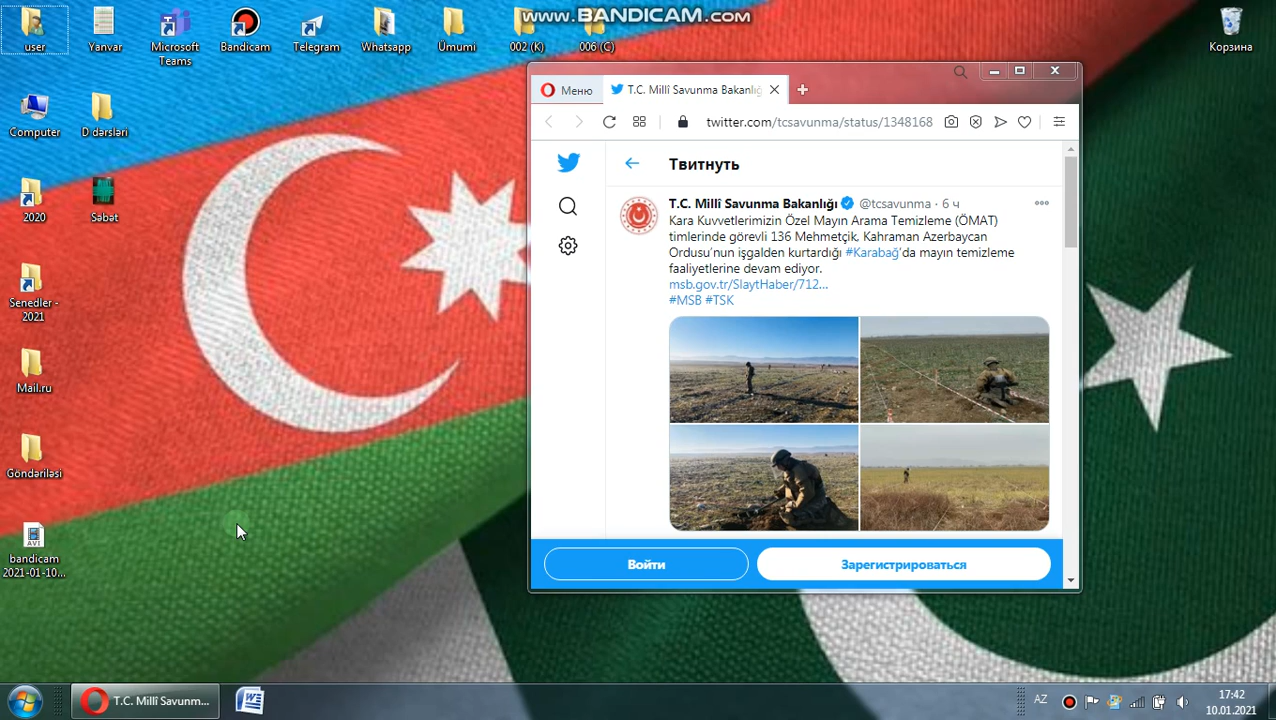 www.BANDICAM.com
user
Yanvar
Microsoft
Teams
Bandicam
Telegram
Whatsapp
Ümumi
002 (K)
006 (C)
Корзина
Computer
D dərsləri
2020
Səbət
Senedler -
2021
Mail.ru
Göndəriləsi
bandicam
2021-01-10...
Меню
T.C. Millî Savunma Bakanlığ
twitter.com/tcsavunma/status/1348168
Твитнуть
T.C. Millî Savunma Bakanlığı @tcsavunma · 6 ч
Kara Kuvvetlerimizin Özel Mayın Arama Temizleme (ÖMAT)
timlerinde görevli 136 Mehmetçik, Kahraman Azerbaycan
Ordusu'nun işgalden kurtardığı #Karabağ'da mayın temizleme
faaliyetlerine devam ediyor.
msb.gov.tr/SlaytHaber/712...
#MSB #TSK
Войти
Зарегистрироваться
T.C. Millî Savunm...
AZ
17:42
10.01.2021